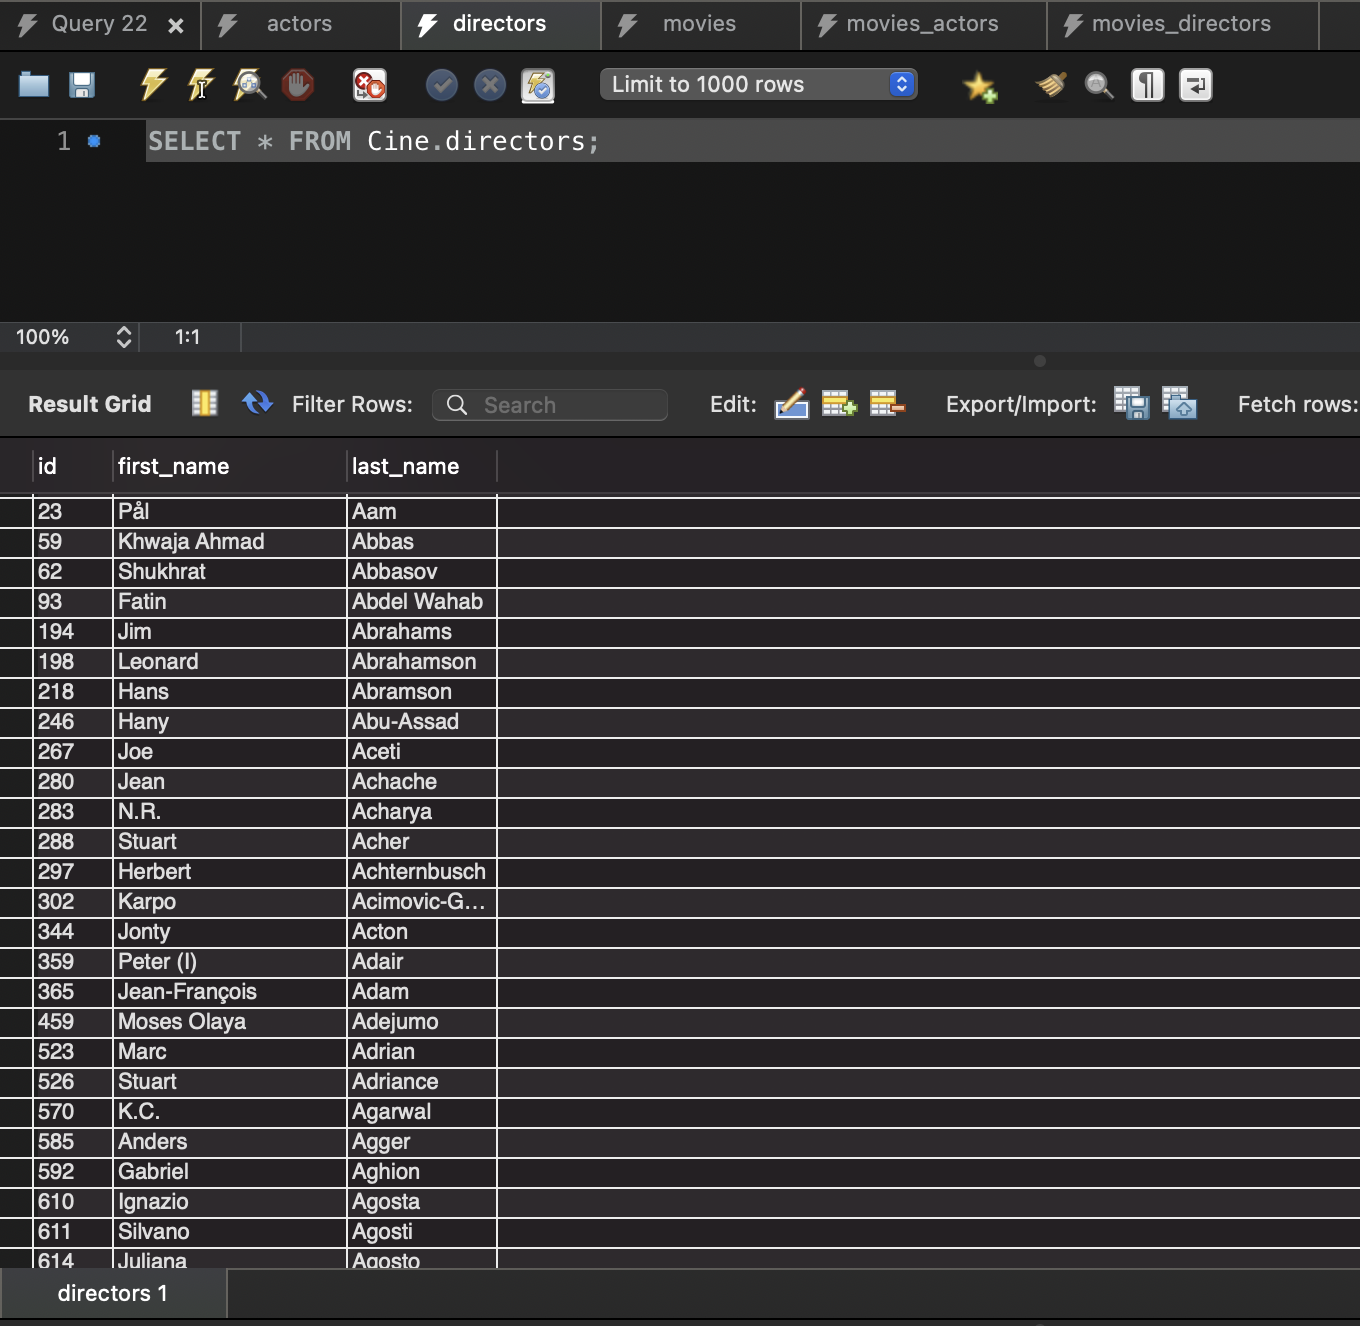 Query 22 actors directors movies movies_actors movies_directors
Limit to 1000 rows
1 SELECT * FROM Cine.directors;
100% 1:1
Result Grid Filter Rows: Search Edit: Export/Import: Fetch rows:
id first_name last_name
23 Pål Aam
59 Khwaja Ahmad Abbas
62 Shukhrat Abbasov
93 Fatin Abdel Wahab
194 Jim Abrahams
198 Leonard Abrahamson
218 Hans Abramson
246 Hany Abu-Assad
267 Joe Aceti
280 Jean Achache
283 N.R. Acharya
288 Stuart Acher
297 Herbert Achternbusch
302 Karpo Acimovic-G...
344 Jonty Acton
359 Peter (I) Adair
365 Jean-François Adam
459 Moses Olaya Adejumo
523 Marc Adrian
526 Stuart Adriance
570 K.C. Agarwal
585 Anders Agger
592 Gabriel Aghion
610 Ignazio Agosta
611 Silvano Agosti
614 Juliana Agosto
directors 1